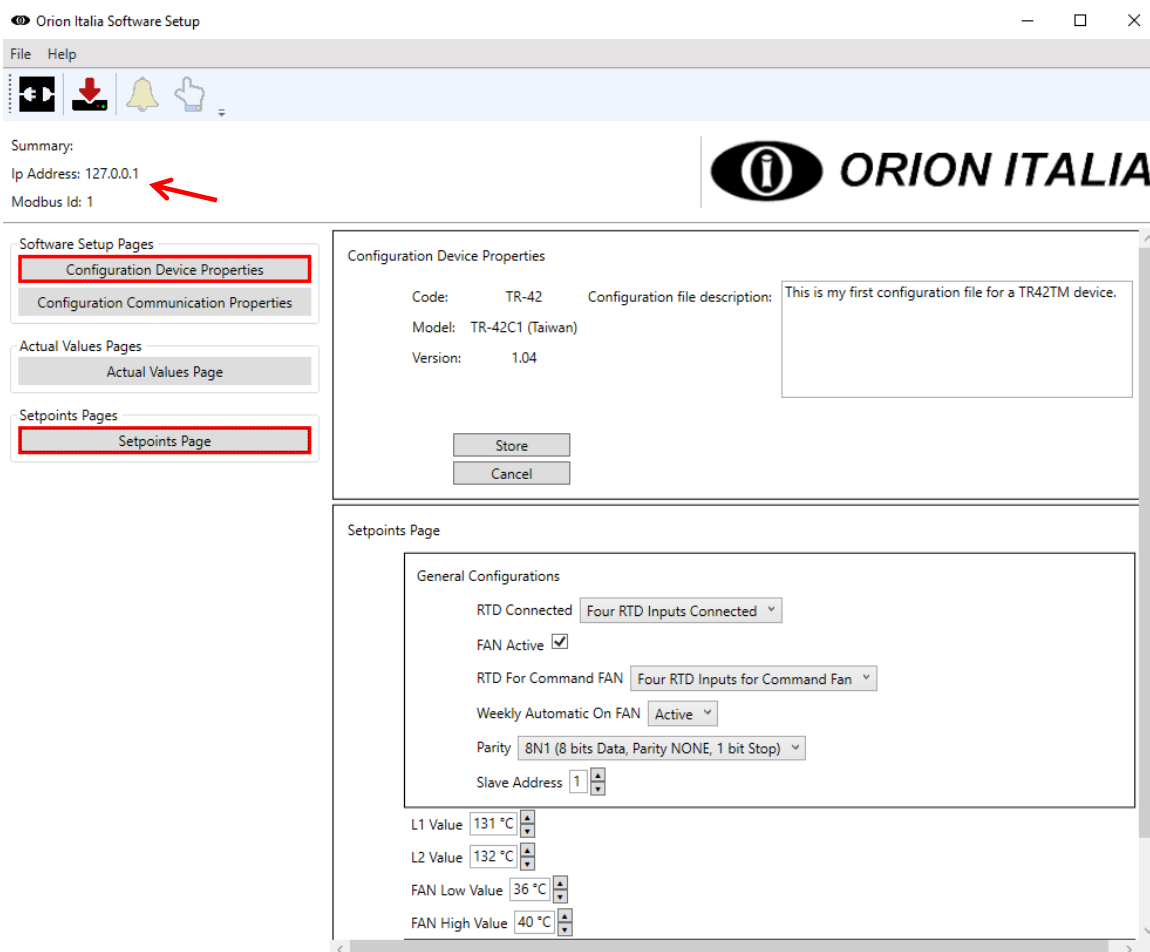 Orion Italia Software Setup
File Help
Summary:
Ip Address: 127.0.0.1
Modbus Id: 1
ORION ITALIA
Software Setup Pages
Configuration Device Properties
Configuration Communication Properties
Actual Values Pages
Actual Values Page
Setpoints Pages
Setpoints Page
Configuration Device Properties
Code: TR-42
Model: TR-42C1 (Taiwan)
Version: 1.04
Configuration file description: This is my first configuration file for a TR42TM device.
Store
Cancel
Setpoints Page
General Configurations
RTD Connected Four RTD Inputs Connected
FAN Active
RTD For Command FAN Four RTD Inputs for Command Fan
Weekly Automatic On FAN Active
Parity 8N1 (8 bits Data, Parity NONE, 1 bit Stop)
Slave Address 1
L1 Value 131 °C
L2 Value 132 °C
FAN Low Value 36 °C
FAN High Value 40 °C